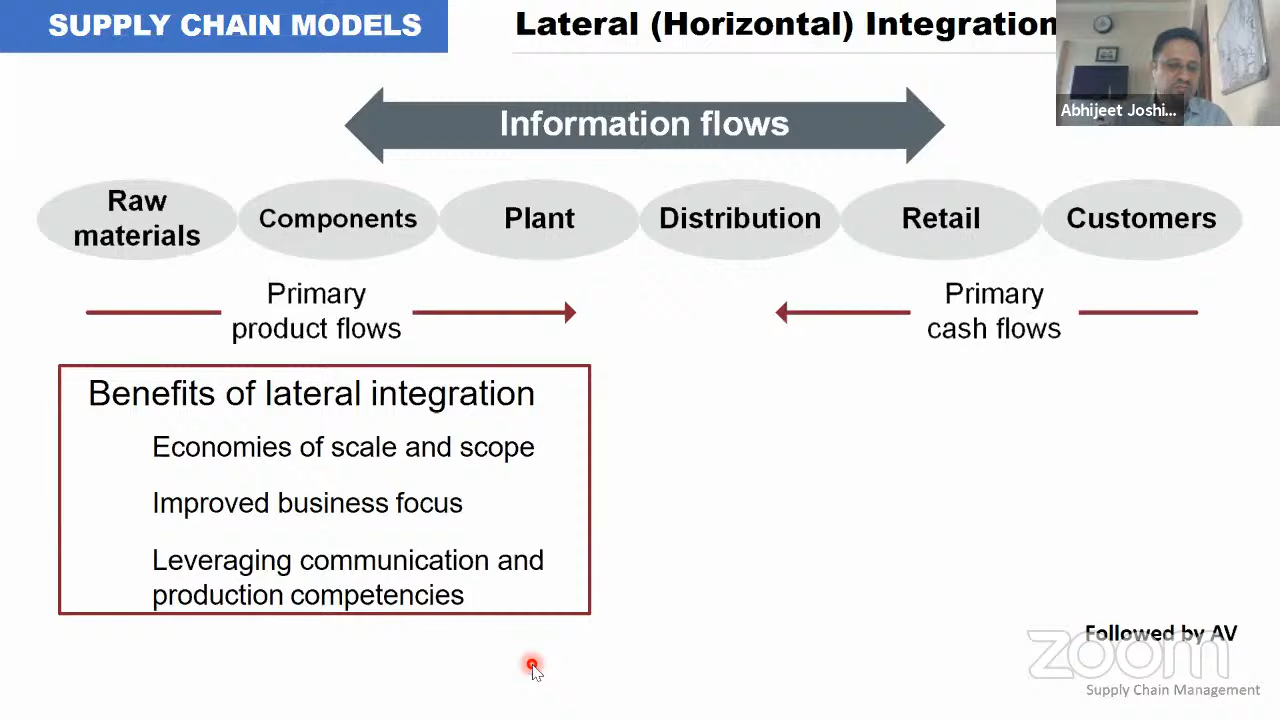 SUPPLY CHAIN MODELS
Lateral (Horizontal) Integration
Abhijeet Joshi...
Information flows
Raw
materials
Components
Plant
Distribution
Retail
Customers
Primary
product flows
Primary
cash flows
Benefits of lateral integration
Economies of scale and scope
Improved business focus
Leveraging communication and
production competencies
Followed by AV
zoom
Supply Chain Management